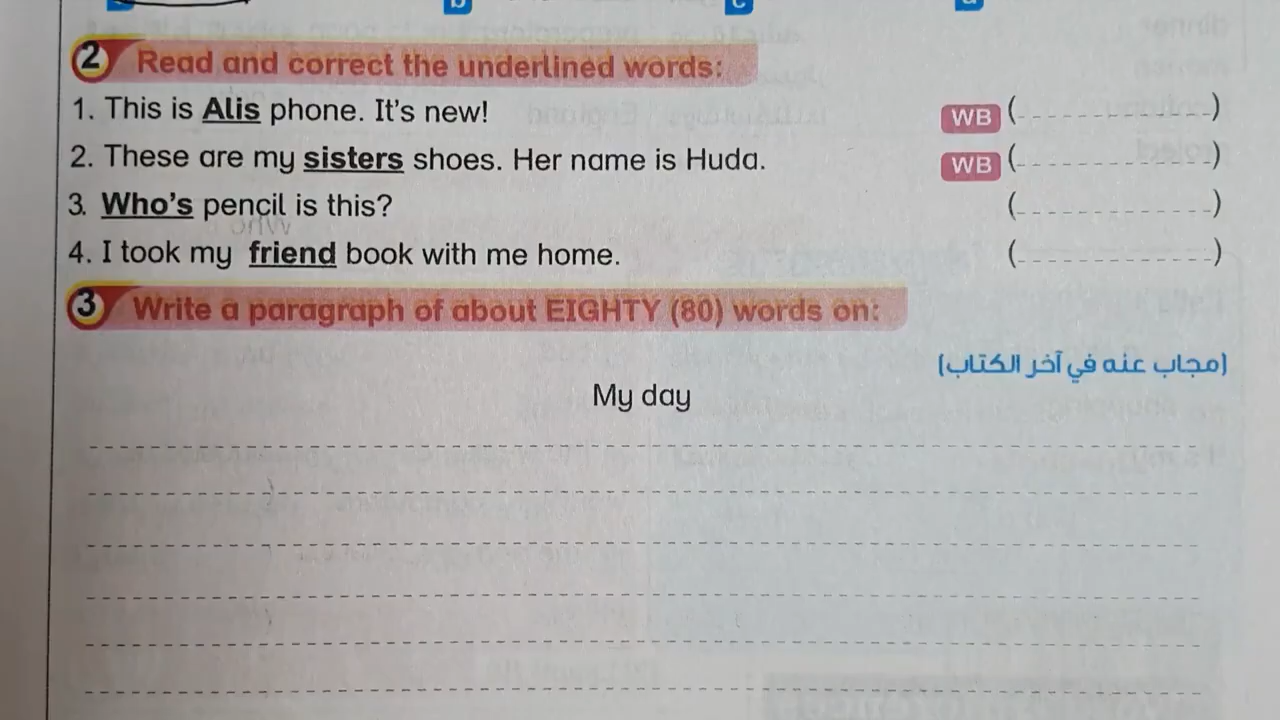 b c d
2 Read and correct the underlined words:
1. This is Alis phone. It's new! WB (--------------------)
2. These are my sisters shoes. Her name is Huda. WB (--------------------)
3. Who's pencil is this? (--------------------)
4. I took my friend book with me home. (--------------------)
3 Write a paragraph of about EIGHTY (80) words on:
(مجاب عنه في آخر الكتاب)
My day